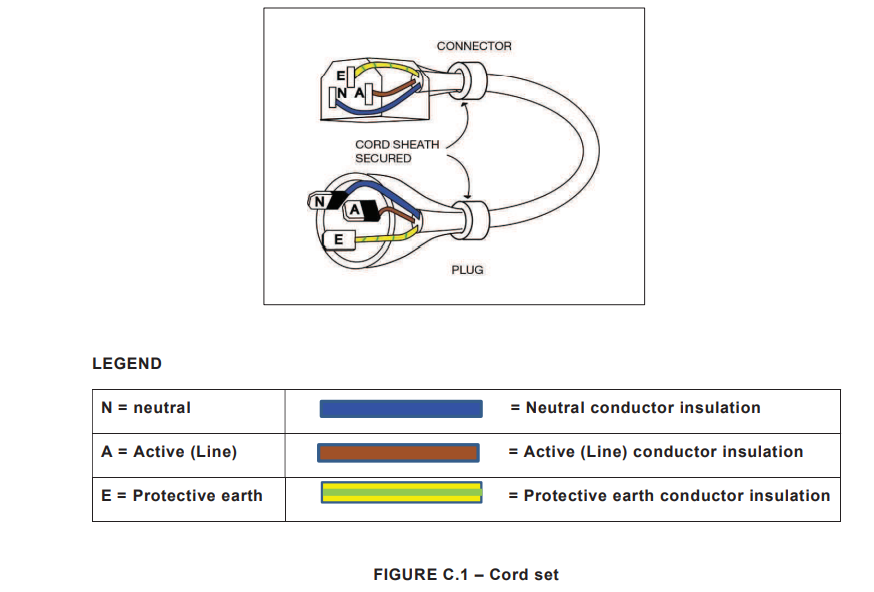 CONNECTOR
E
N A
CORD SHEATH
SECURED
N
A
E
PLUG
LEGEND
N = neutral = Neutral conductor insulation
A = Active (Line) = Active (Line) conductor insulation
E = Protective earth = Protective earth conductor insulation
FIGURE C.1 – Cord set